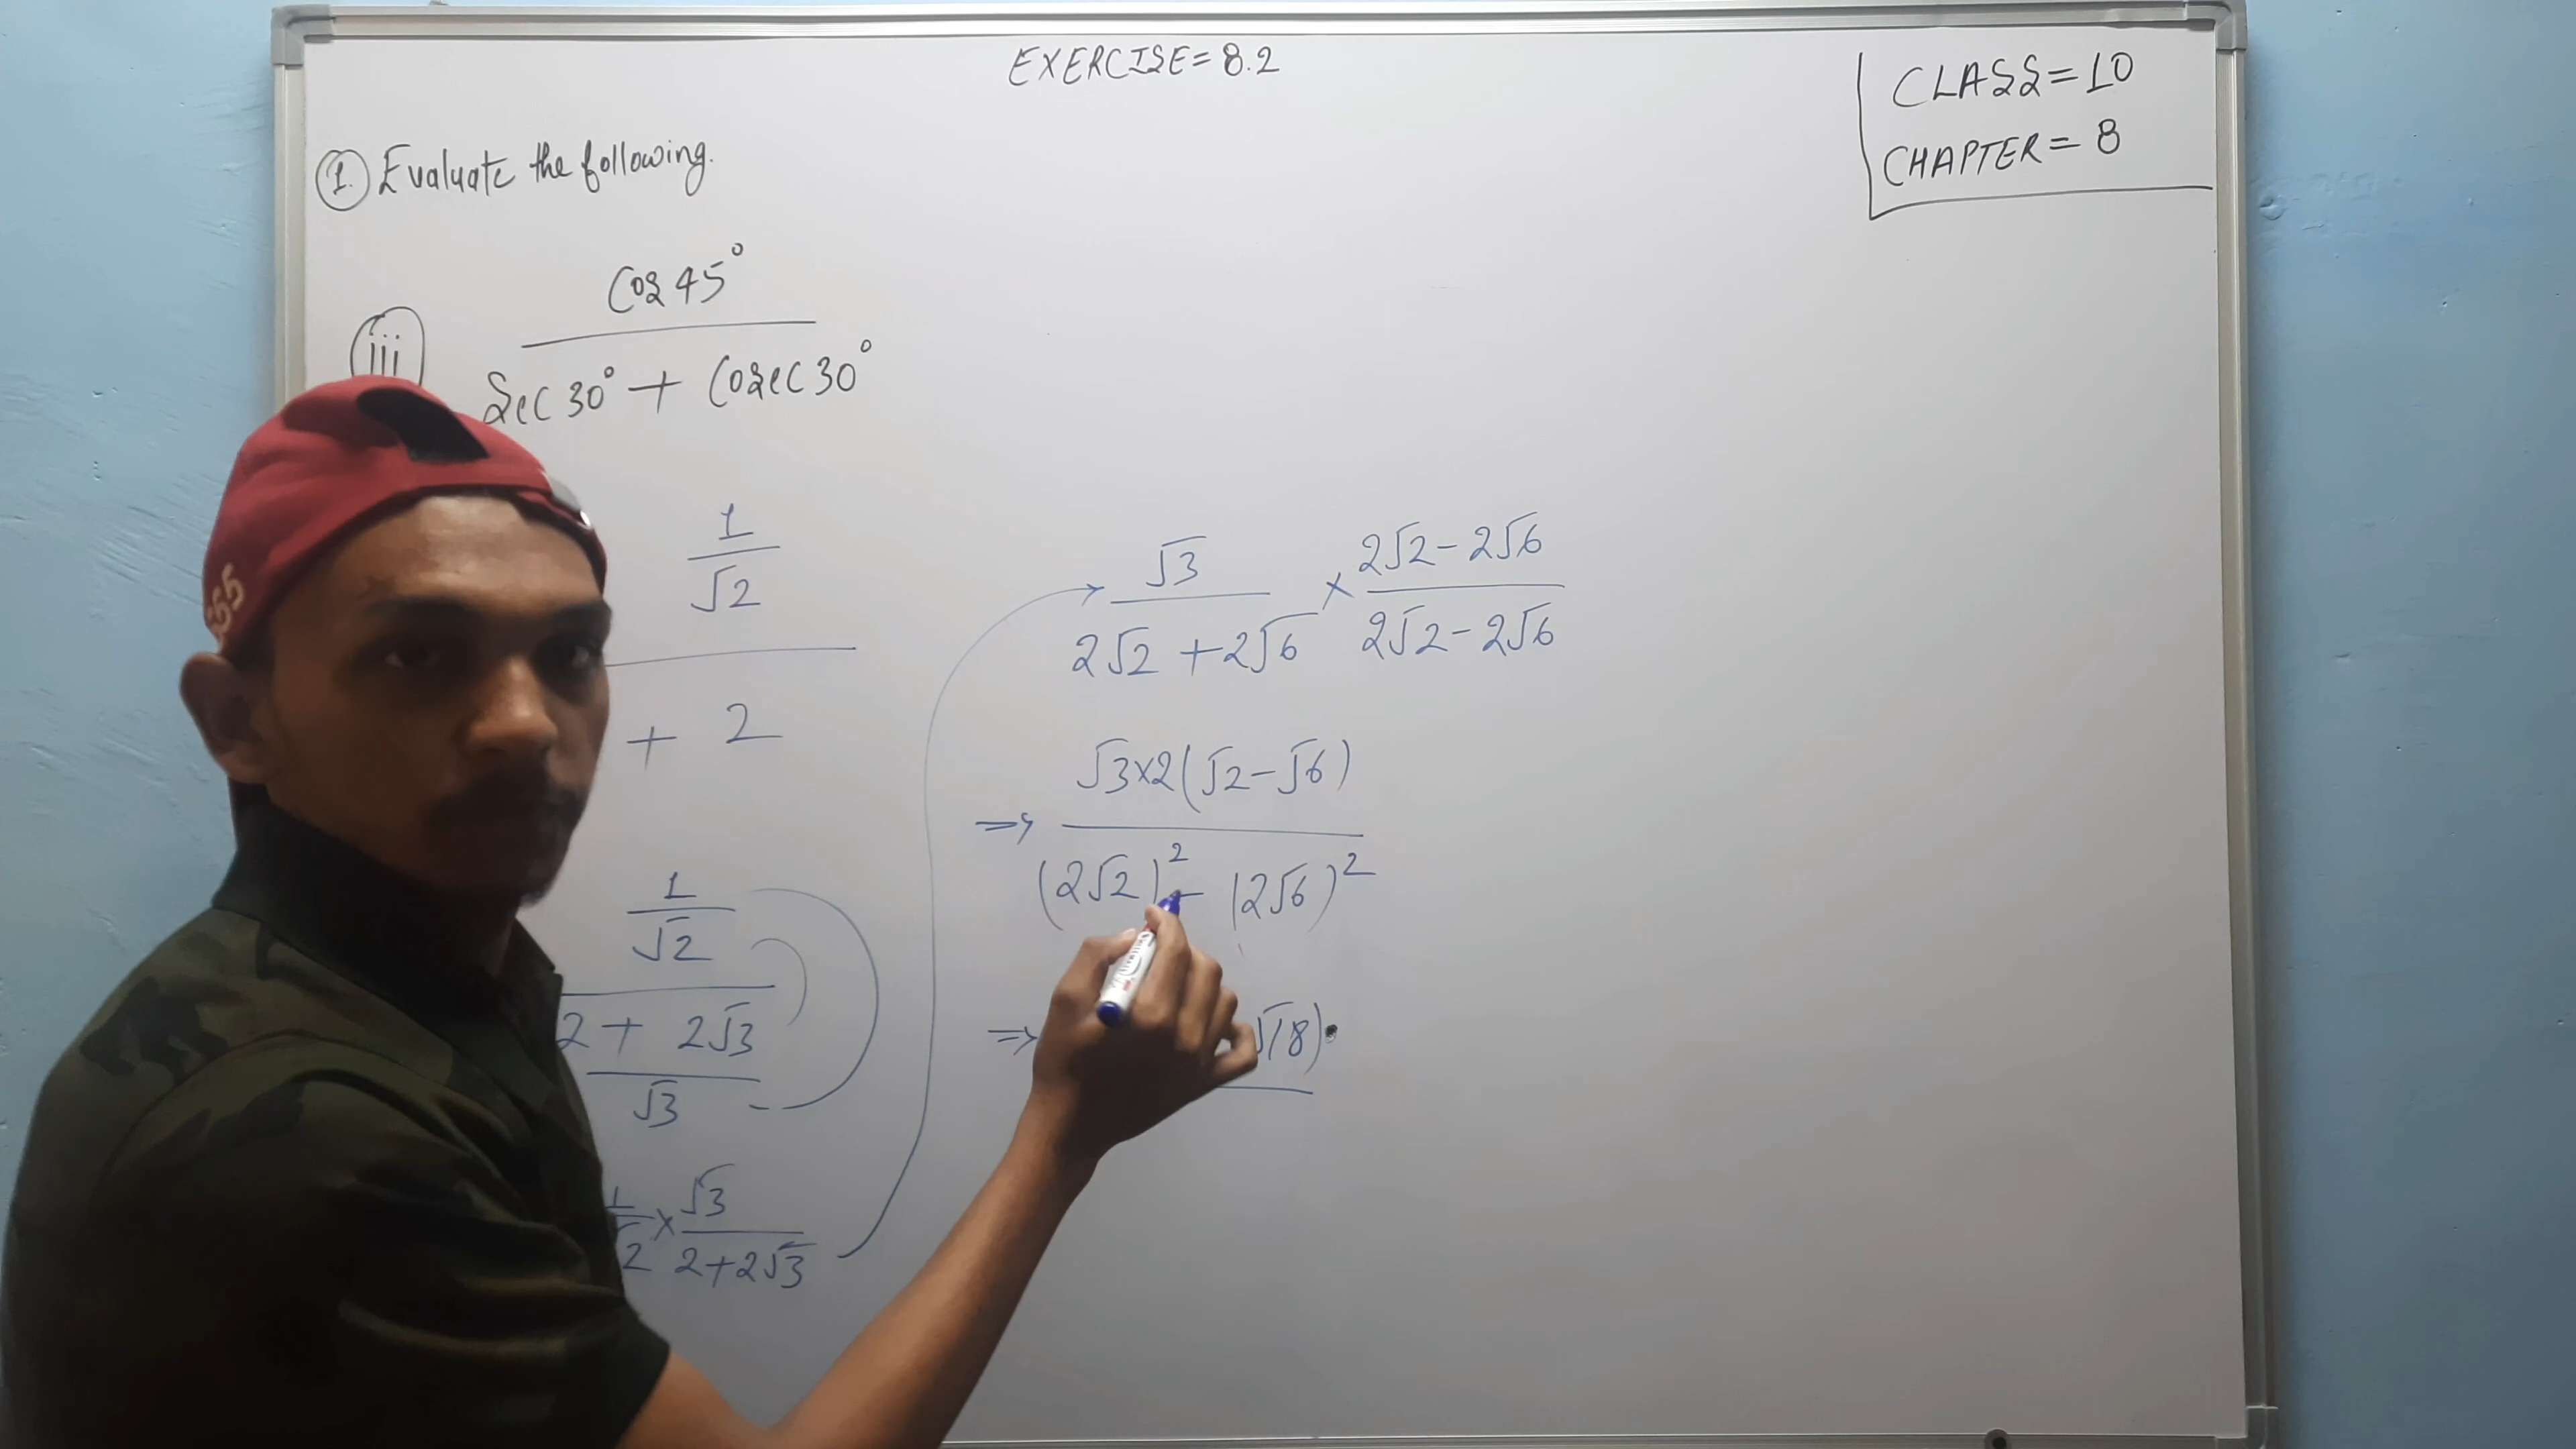 EXERCISE = 8.2
CLASS = 10
CHAPTER = 8
1. Evaluate the following.
iii
Cos 45°
Sec 30° + Cosec 30°
1
√2
+ 2
1
√2
2 + 2√3
√3
1 × √3
2 2+2√3
√3 × 2√2 - 2√6
2√2 + 2√6 2√2 - 2√6
⇒ √3×2(√2-√6)
(2√2)² - (2√6)²
⇒ √18)